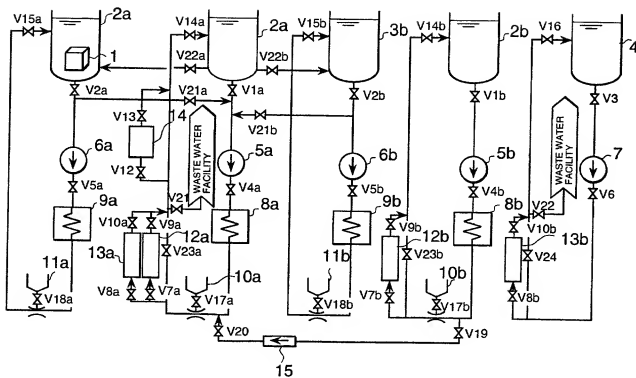 V15a
2a
1
V14a
2a
V15b
3b
V14b
2b
V16
4
V22a
V22b
V2a
V21a
V1a
V2b
V1b
V3
V13
14
V21b
6a
V12
5a
6b
5b
7
WASTE WATER FACILITY
WASTE WATER FACILITY
V5a
V4a
V5b
V4b
V6
9a
V21
8a
9b
8b
V22
V10a
V9a
V9b
V10b
12a
V23a
12b
V23b
13b
V24
11a
13a
10a
11b
10b
V18a
V8a
V7a
V17a
V18b
V7b
V17b
V8b
V20
V19
15